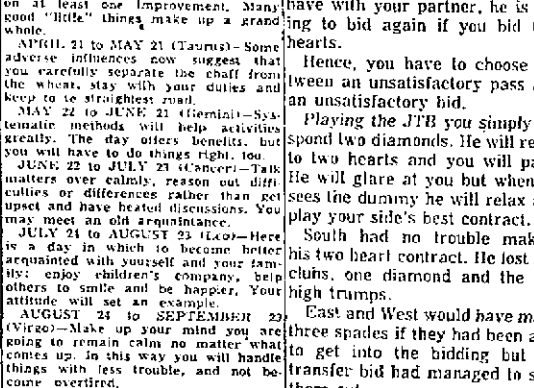 on at least one improvement. Many
good "little" things make up a grand
whole.
APRIL 21 to MAY 21 (Taurus)—Some
adverse influences now suggest that
you carefully separate the chaff from
the wheat, stay with your duties and
keep to te straightest road.
MAY 22 to JUNE 21 (Gemini)—Sys-
tematic methods will help activities
greatly. The day offers benefits, but
you will have to do things right, too.
JUNE 22 to JULY 23 (Cancer)—Talk
matters over calmly, reason out diffi-
culties or differences rather than get
upset and have heated discussions. You
may meet an old acquaintance.
JULY 24 to AUGUST 23 (Leo)—Here
is a day in which to become better
acquainted with yourself and your fam-
ily; enjoy children's company, help
others to smile and be happier. Your
attitude will set an example.
AUGUST 24 to SEPTEMBER 23
(Virgo)—Make up your mind you are
going to remain calm no matter what
comes up. In this way you will handle
things with less trouble, and not be-
come overtired.
have with your partner, he is
ing to bid again if you bid
hearts.
Hence, you have to choose
tween an unsatisfactory pass
an unsatisfactory bid.
Playing the JTB you simply
spond two diamonds. He will re
to two hearts and you will pa
He will glare at you but when
sees the dummy he will relax
play your side's best contract.
South had no trouble mak
his two heart contract. He lost
clubs, one diamond and the
high trumps.
East and West would have m
three spades if they had been a
to get into the bidding but
transfer bid had managed to s